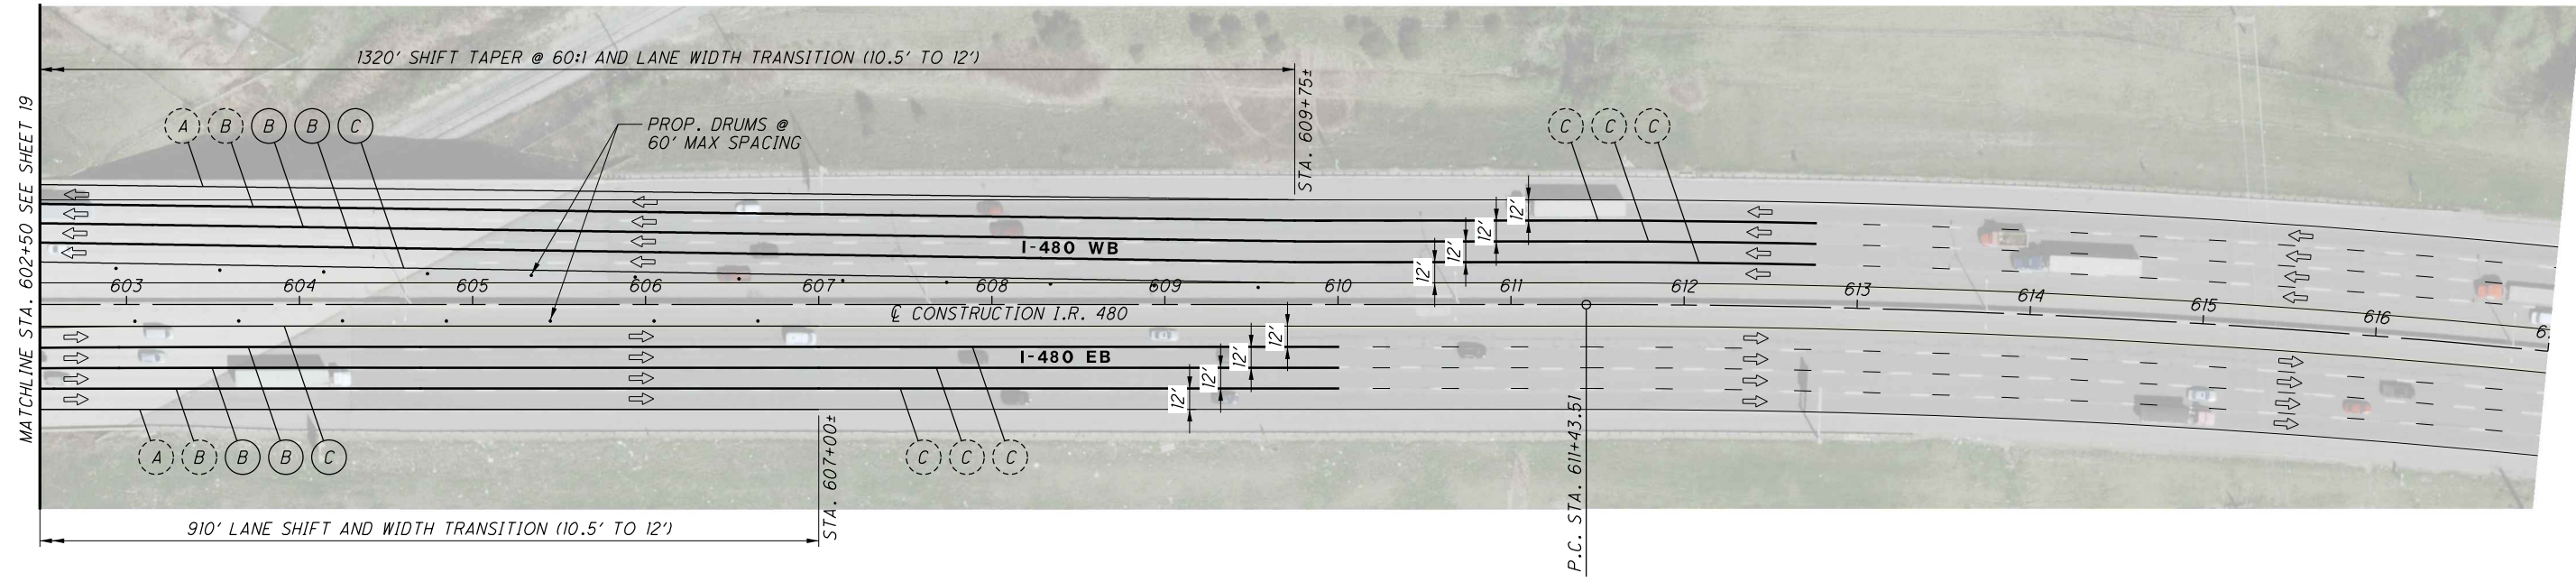 1320' SHIFT TAPER @ 60:1 AND LANE WIDTH TRANSITION (10.5' TO 12')
MATCHLINE STA. 602+50 SEE SHEET 19
STA. 609+75±
A B B B C
PROP. DRUMS @
60' MAX SPACING
C C C
12'
12'
12'
12'
I-480 WB
603 604 605 606 607 608 609 610 611 612 613 614 615 616
℄ CONSTRUCTION I.R. 480
12'
12'
12'
12'
I-480 EB
A B B B C
C C C
STA. 607+00±
P.C. STA. 611+43.51
910' LANE SHIFT AND WIDTH TRANSITION (10.5' TO 12')